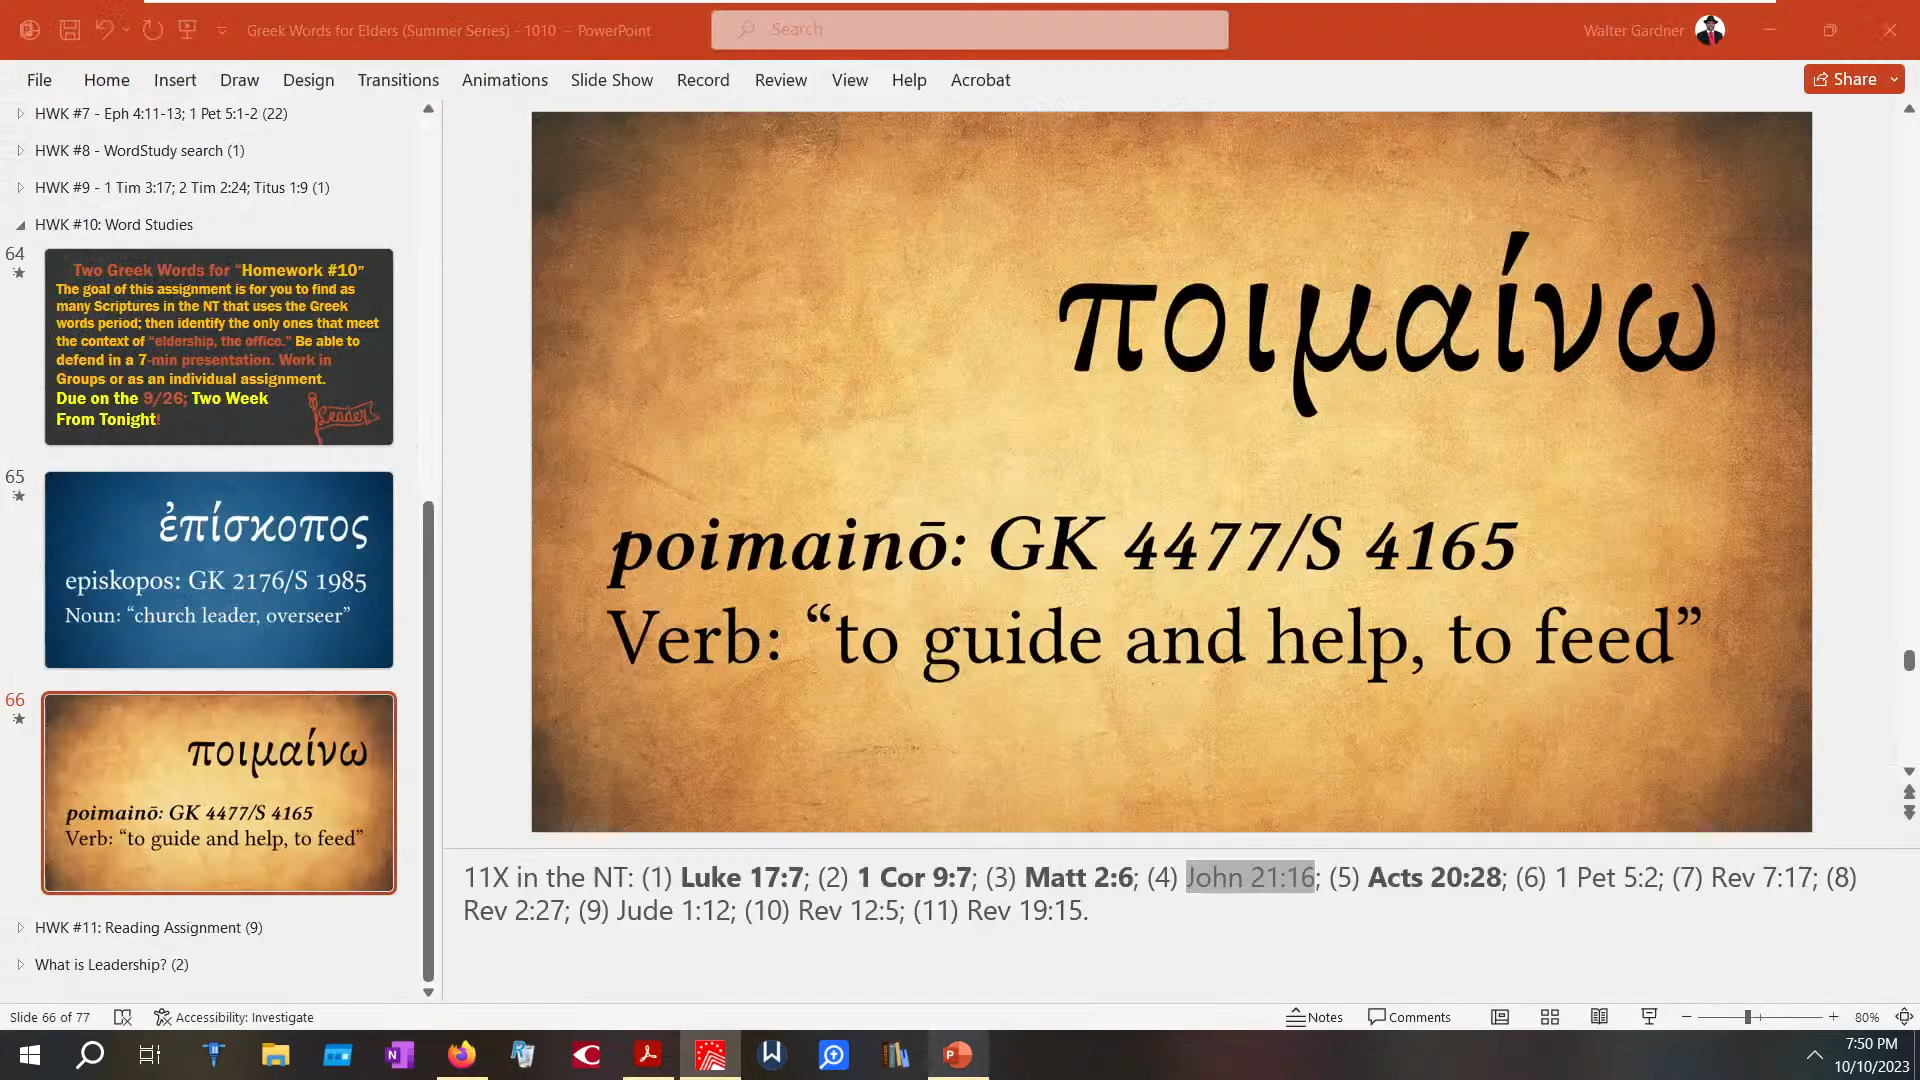 Greek Words for Elders (Summer Series) - 1010 – PowerPoint
Search
Walter Gardner
File Home Insert Draw Design Transitions Animations Slide Show Record Review View Help Acrobat
Share
HWK #7 - Eph 4:11-13; 1 Pet 5:1-2 (22)
HWK #8 - WordStudy search (1)
HWK #9 - 1 Tim 3:17; 2 Tim 2:24; Titus 1:9 (1)
HWK #10: Word Studies
64
Two Greek Words for "Homework #10"
The goal of this assignment is for you to find as
many Scriptures in the NT that uses the Greek
words period; then identify the only ones that meet
the context of "eldership, the office." Be able to
defend in a 7-min presentation. Work in
Groups or as an individual assignment.
Due on the 9/26; Two Week
From Tonight!
Leader
65
ἐπίσκοπος
episkopos: GK 2176/S 1985
Noun: “church leader, overseer”
66
ποιμαίνω
poimainō: GK 4477/S 4165
Verb: “to guide and help, to feed”
HWK #11: Reading Assignment (9)
What is Leadership? (2)
ποιμαίνω
poimainō: GK 4477/S 4165
Verb: “to guide and help, to feed”
11X in the NT: (1) Luke 17:7; (2) 1 Cor 9:7; (3) Matt 2:6; (4) John 21:16; (5) Acts 20:28; (6) 1 Pet 5:2; (7) Rev 7:17; (8)
Rev 2:27; (9) Jude 1:12; (10) Rev 12:5; (11) Rev 19:15.
Slide 66 of 77
Accessibility: Investigate
Notes
Comments
80%
7:50 PM
10/10/2023